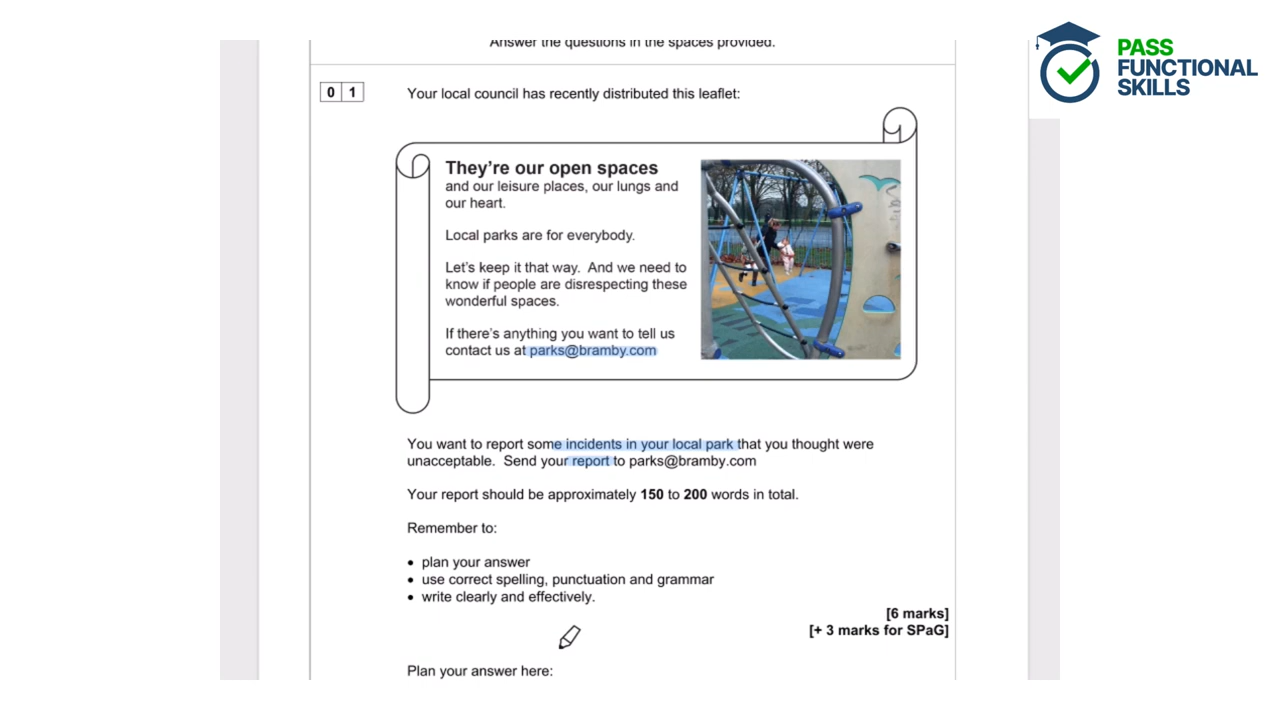 Answer the questions in the spaces provided.
PASS
FUNCTIONAL
SKILLS
0 1
Your local council has recently distributed this leaflet:
They're our open spaces
and our leisure places, our lungs and
our heart.
Local parks are for everybody.
Let's keep it that way. And we need to
know if people are disrespecting these
wonderful spaces.
If there's anything you want to tell us
contact us at parks@bramby.com
You want to report some incidents in your local park that you thought were
unacceptable. Send your report to parks@bramby.com
Your report should be approximately 150 to 200 words in total.
Remember to:
• plan your answer
• use correct spelling, punctuation and grammar
• write clearly and effectively.
[6 marks]
[+ 3 marks for SPaG]
Plan your answer here: